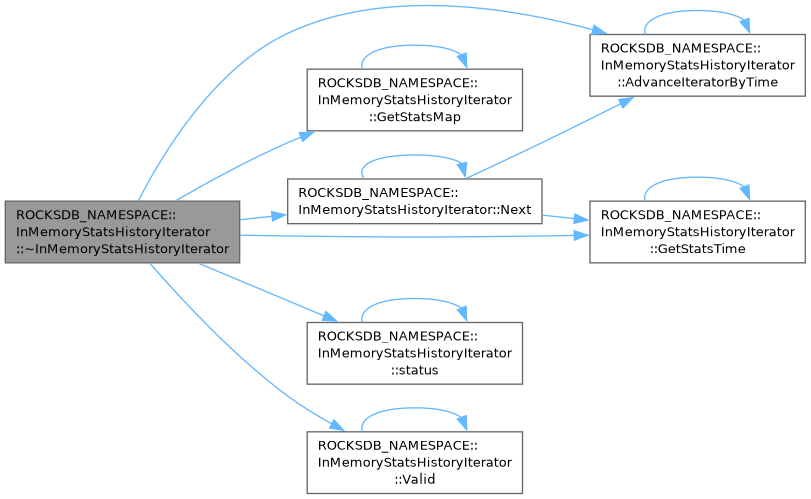 ROCKSDB_NAMESPACE::
InMemoryStatsHistoryIterator
::~InMemoryStatsHistoryIterator
ROCKSDB_NAMESPACE::
InMemoryStatsHistoryIterator
::AdvanceIteratorByTime
ROCKSDB_NAMESPACE::
InMemoryStatsHistoryIterator
::GetStatsMap
ROCKSDB_NAMESPACE::
InMemoryStatsHistoryIterator::Next
ROCKSDB_NAMESPACE::
InMemoryStatsHistoryIterator
::GetStatsTime
ROCKSDB_NAMESPACE::
InMemoryStatsHistoryIterator
::status
ROCKSDB_NAMESPACE::
InMemoryStatsHistoryIterator
::Valid